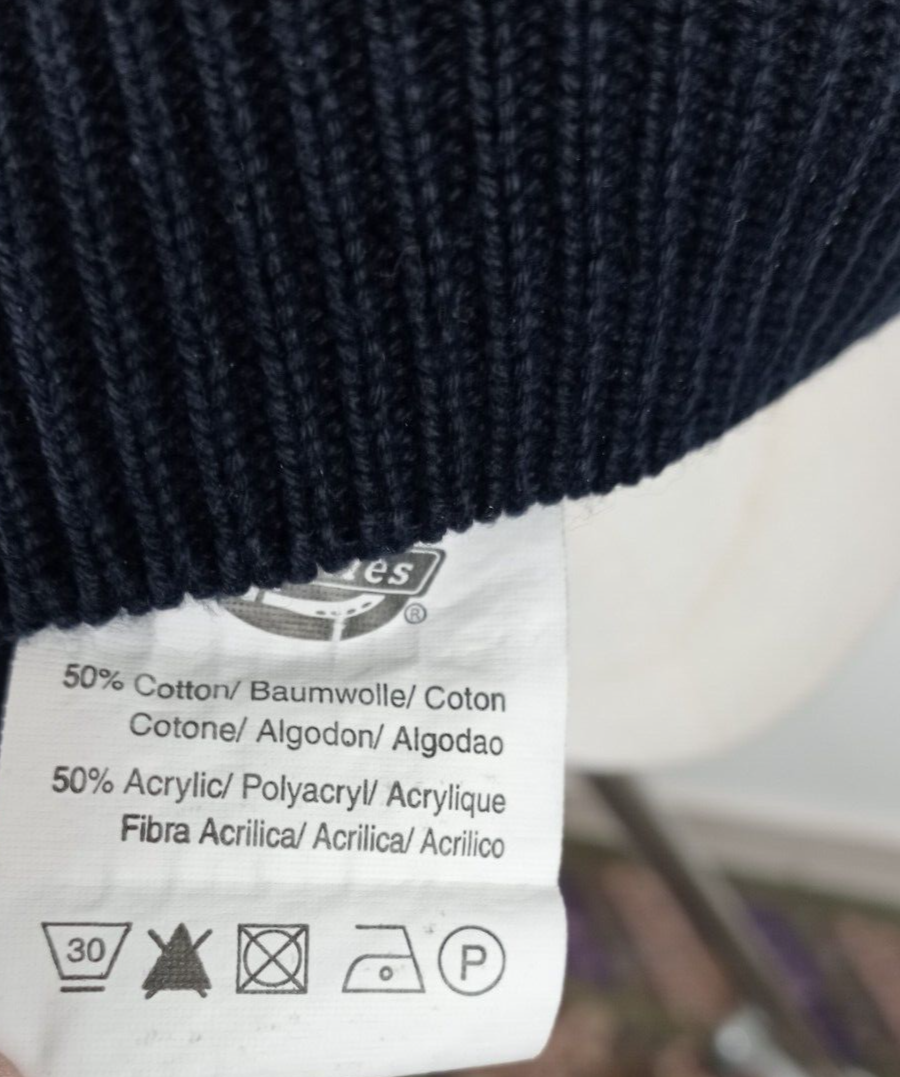 ®
50% Cotton/ Baumwolle/ Coton
Cotone/ Algodon/ Algodao
50% Acrylic/ Polyacryl/ Acrylique
Fibra Acrilica/ Acrilica/ Acrilico
30
P